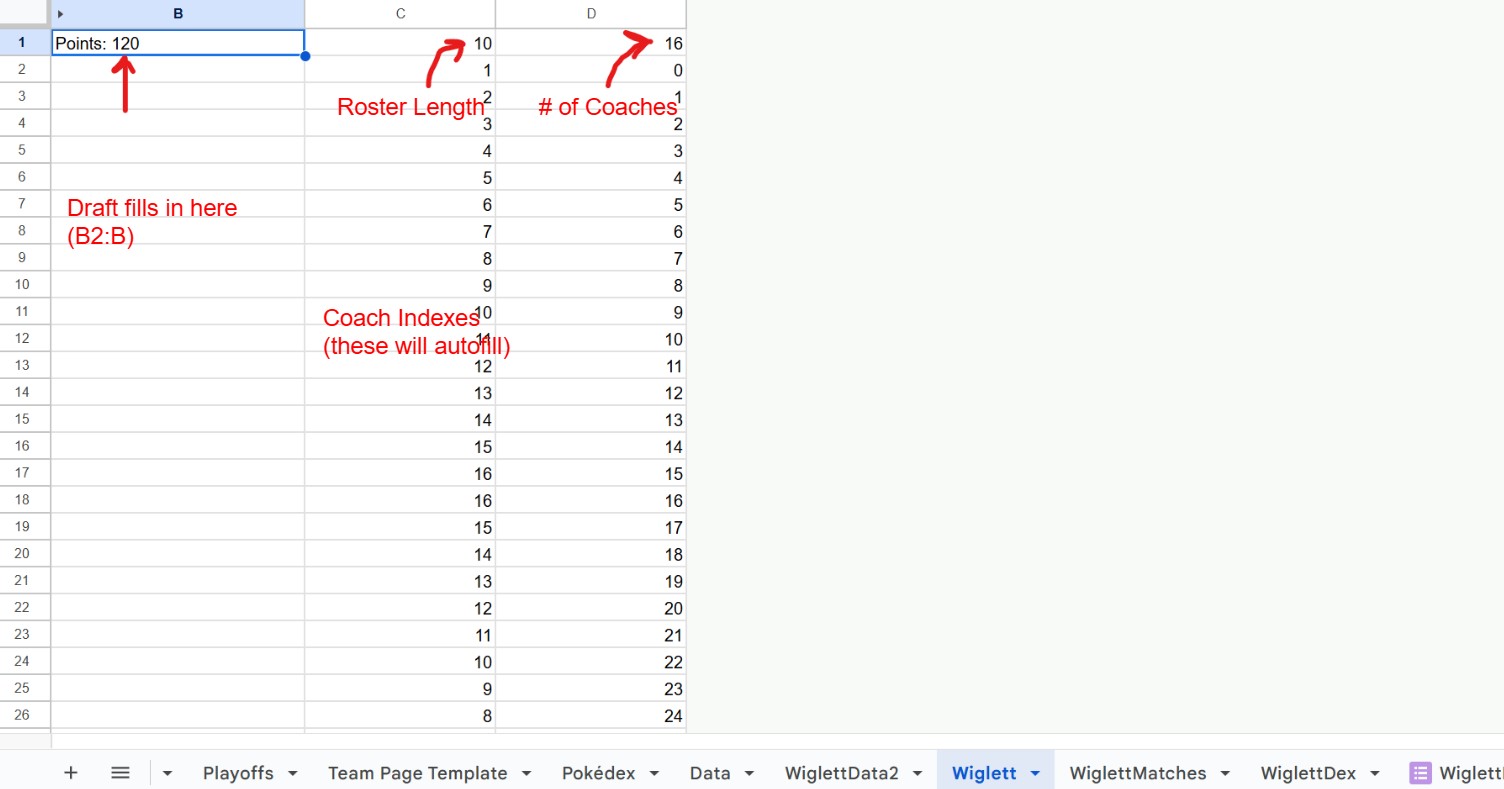 B C D
1 Points: 120 10 16
2 1 0
3 2 1
Roster Length # of Coaches
4 3 2
5 4 3
6 5 4
7 6 5
Draft fills in here
(B2:B)
8 7 6
9 8 7
10 9 8
11 10 9
Coach Indexes
(these will autofill)
12 11 10
13 12 11
14 13 12
15 14 13
16 15 14
17 16 15
18 16 16
19 15 17
20 14 18
21 13 19
22 12 20
23 11 21
24 10 22
25 9 23
26 8 24
+ Playoffs Team Page Template Pokédex Data WiglettData2 Wiglett WiglettMatches WiglettDex Wiglett